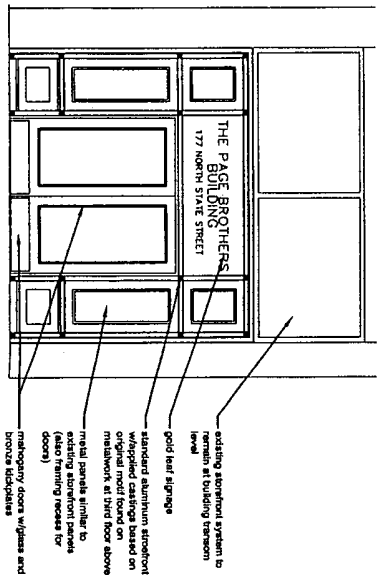 THE PAGE BROTHERS
BUILDING
177 NORTH STATE STREET
existing storefront system to
remain at building transom
level
gold leaf signage
standard aluminum stroefront
w/applied castings based on
original motif found on
metalwork at third floor above
metal panels similar to
existing storefront panels
(also framing recess for
doors)
mahogany doors w/glass and
bronze kickplates